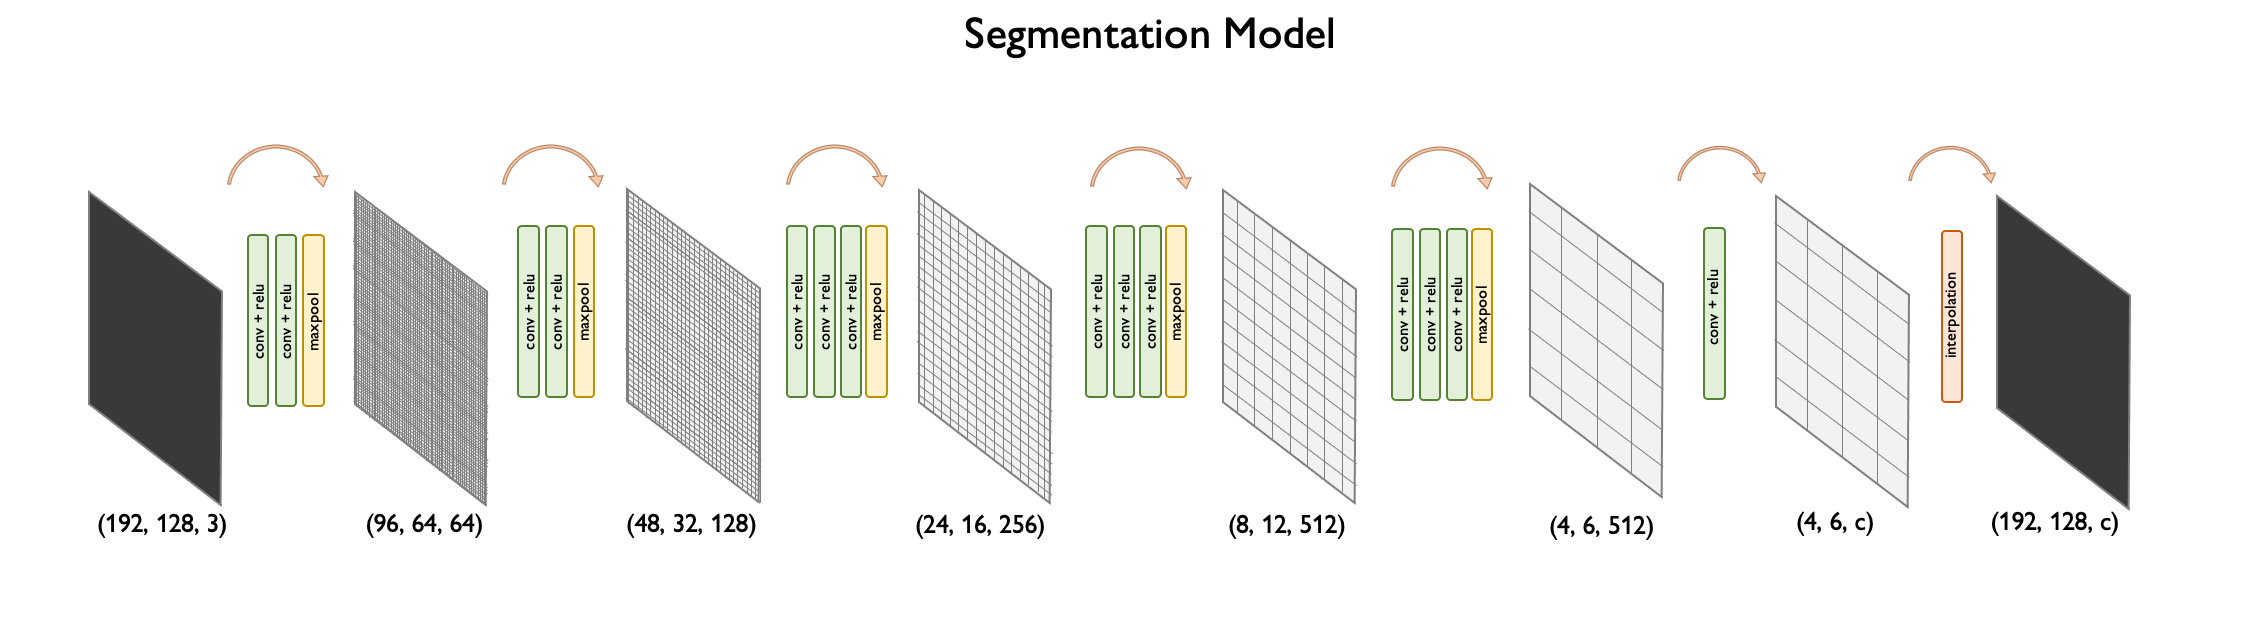 Segmentation Model
conv + relu
conv + relu
maxpool
conv + relu
conv + relu
maxpool
conv + relu
conv + relu
conv + relu
maxpool
conv + relu
conv + relu
conv + relu
maxpool
conv + relu
conv + relu
conv + relu
maxpool
conv + relu
interpolation
(192, 128, 3)
(96, 64, 64)
(48, 32, 128)
(24, 16, 256)
(8, 12, 512)
(4, 6, 512)
(4, 6, c)
(192, 128, c)